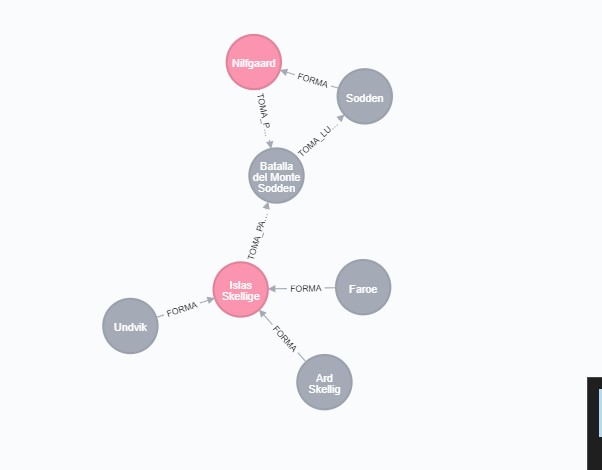 Nilfgaard
FORMA
Sodden
TOMA_P...
TOMA_LU...
Batalla
del Monte
Sodden
TOMA_PA...
Islas
Skellige
FORMA
Faroe
FORMA
Undvik
FORMA
Ard
Skellig